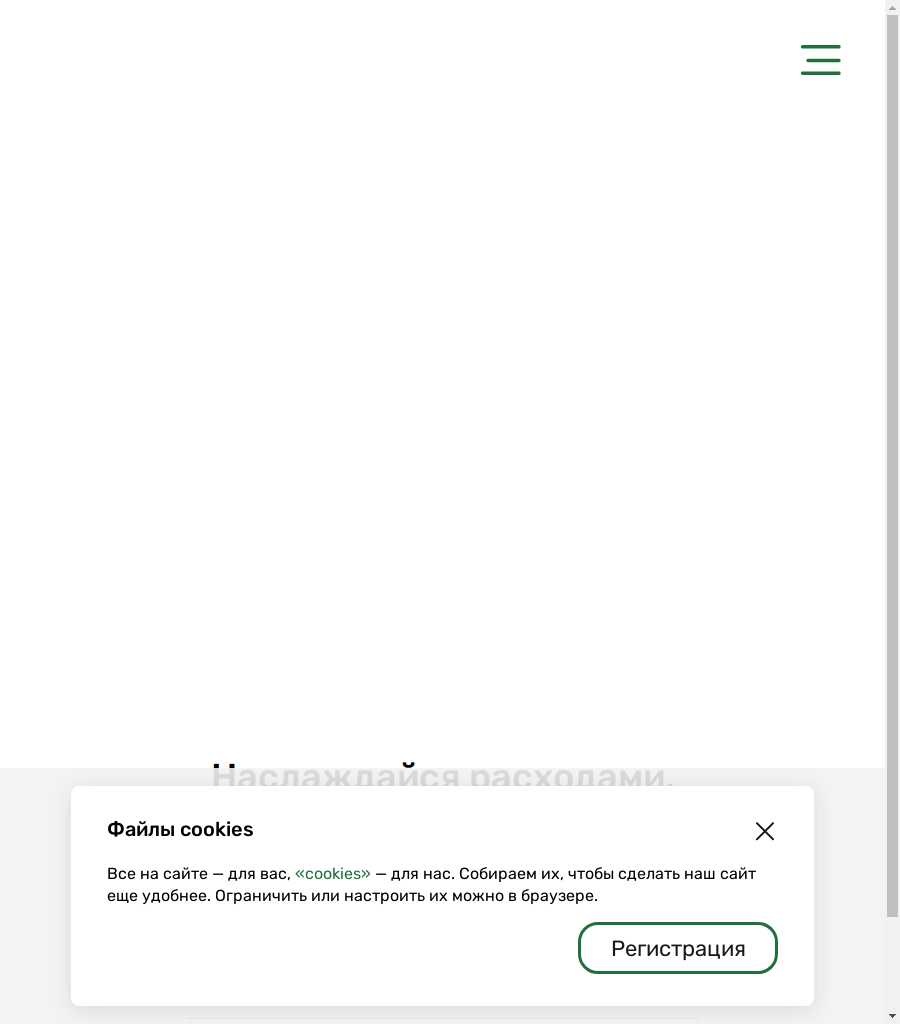 Наслаждайся расходами.
Файлы cookies
Все на сайте — для вас, «cookies» — для нас. Собираем их, чтобы сделать наш сайт
еще удобнее. Ограничить или настроить их можно в браузере.
Регистрация